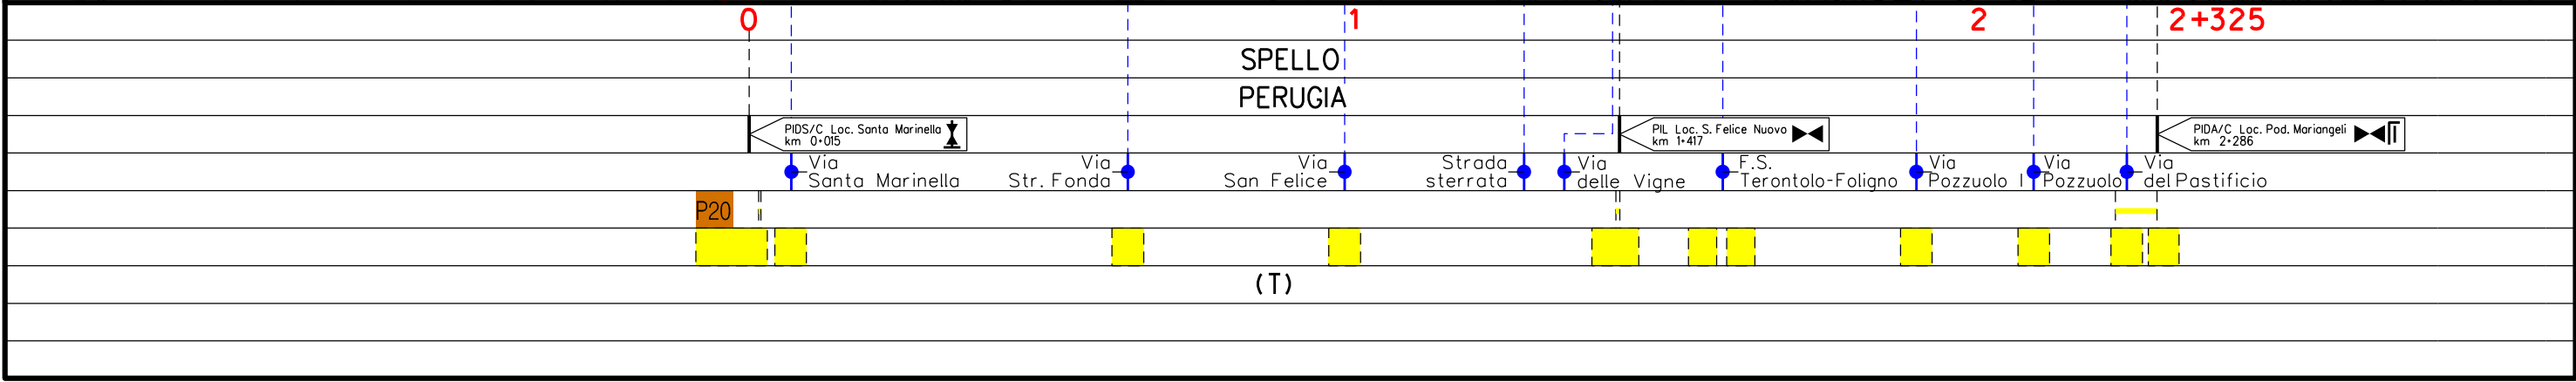 0 1 2 2+325
SPELLO
PERUGIA
PIDS/C Loc. Santa Marinella
km 0+015
PIL Loc. S. Felice Nuovo
km 1+417
PIDA/C Loc. Pod. Mariangeli
km 2+286
Via
Santa Marinella
Via
Str. Fonda
Via
San Felice
Strada
sterrata
Via
delle Vigne
F.S.
Terontolo-Foligno
Via
Pozzuolo I
Via
Pozzuolo
Via
del Pastificio
P20
(T)